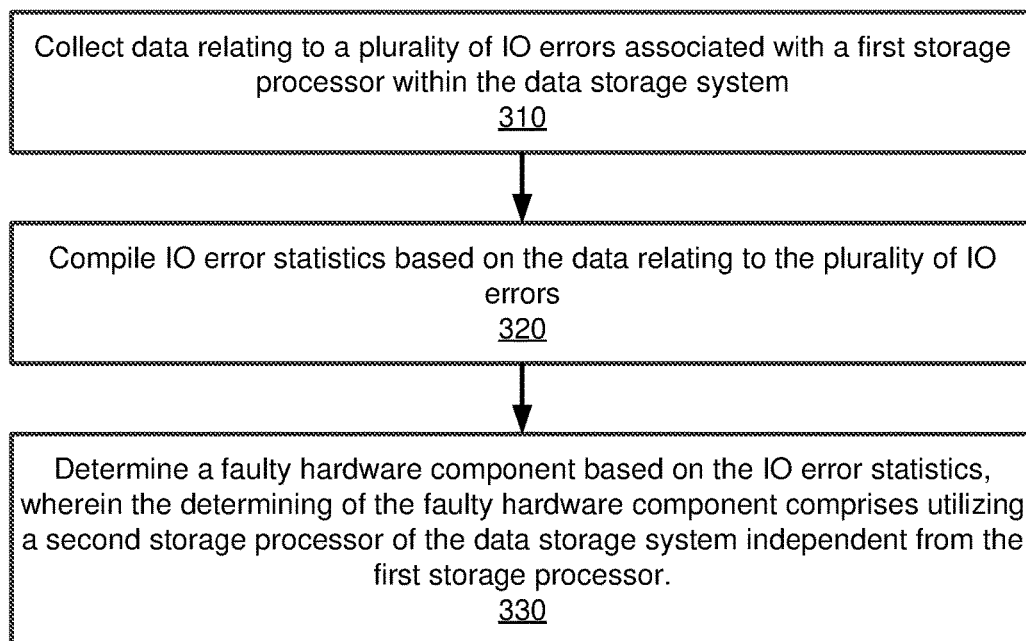 Collect data relating to a plurality of IO errors associated with a first storage
processor within the data storage system
310
Compile IO error statistics based on the data relating to the plurality of IO
errors
320
Determine a faulty hardware component based on the IO error statistics,
wherein the determining of the faulty hardware component comprises utilizing
a second storage processor of the data storage system independent from the
first storage processor.
330